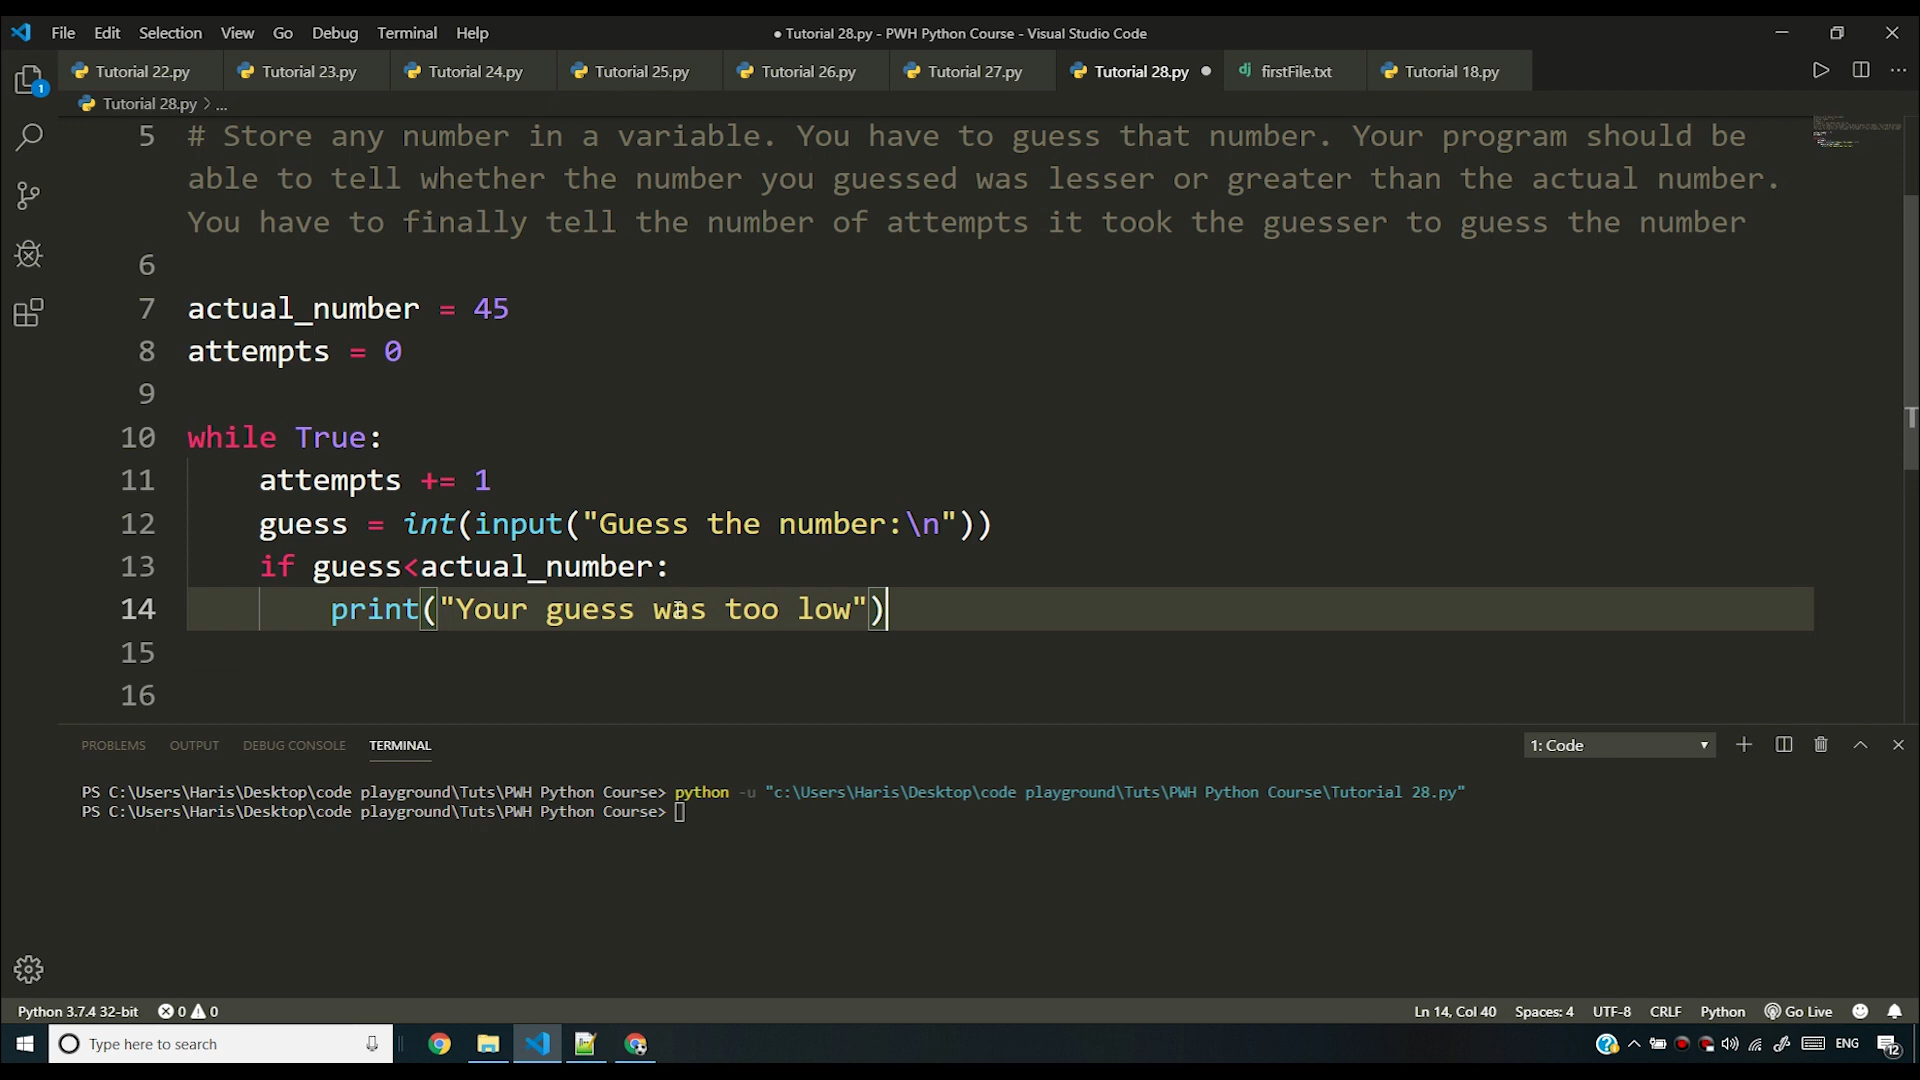 File Edit Selection View Go Debug Terminal Help
● Tutorial 28.py - PWH Python Course - Visual Studio Code
Tutorial 22.py Tutorial 23.py Tutorial 24.py Tutorial 25.py Tutorial 26.py Tutorial 27.py Tutorial 28.py ● firstFile.txt Tutorial 18.py
1
Tutorial 28.py > ...
5 # Store any number in a variable. You have to guess that number. Your program should be
able to tell whether the number you guessed was lesser or greater than the actual number.
You have to finally tell the number of attempts it took the guesser to guess the number
6
7 actual_number = 45
8 attempts = 0
9
10 while True:
11 attempts += 1
12 guess = int(input("Guess the number:\n"))
13 if guess<actual_number:
14 print("Your guess was too low")
15
16
PROBLEMS OUTPUT DEBUG CONSOLE TERMINAL
1: Code
PS C:\Users\Haris\Desktop\code playground\Tuts\PWH Python Course> python -u "c:\Users\Haris\Desktop\code playground\Tuts\PWH Python Course\Tutorial 28.py"
PS C:\Users\Haris\Desktop\code playground\Tuts\PWH Python Course>
Python 3.7.4 32-bit 0 0
Ln 14, Col 40 Spaces: 4 UTF-8 CRLF Python Go Live
Type here to search
ENG
12